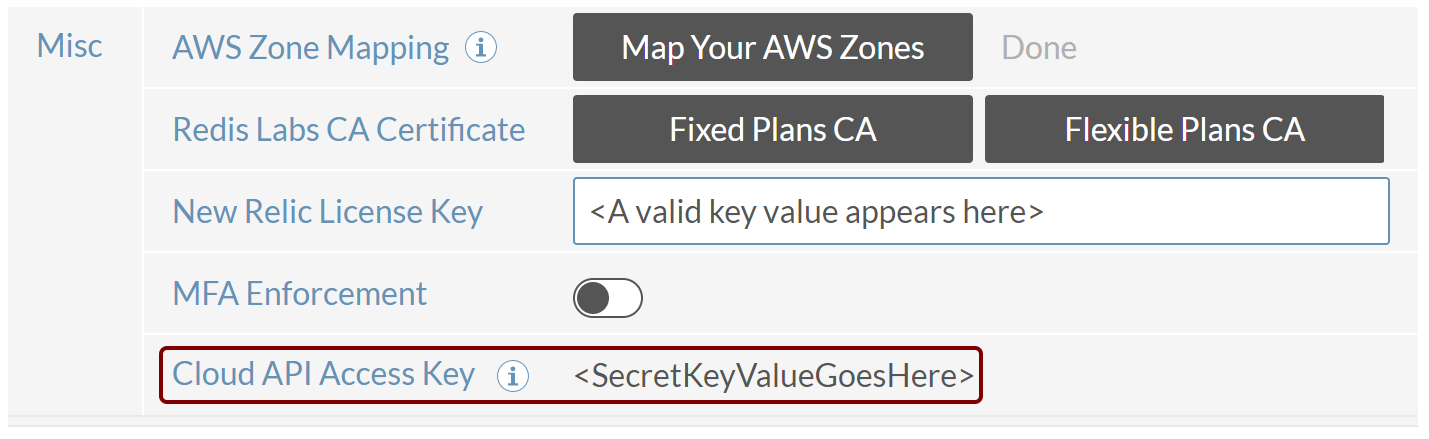 Misc
AWS Zone Mapping i Map Your AWS Zones Done
Redis Labs CA Certificate Fixed Plans CA Flexible Plans CA
New Relic License Key <A valid key value appears here>
MFA Enforcement
Cloud API Access Key i <SecretKeyValueGoesHere>